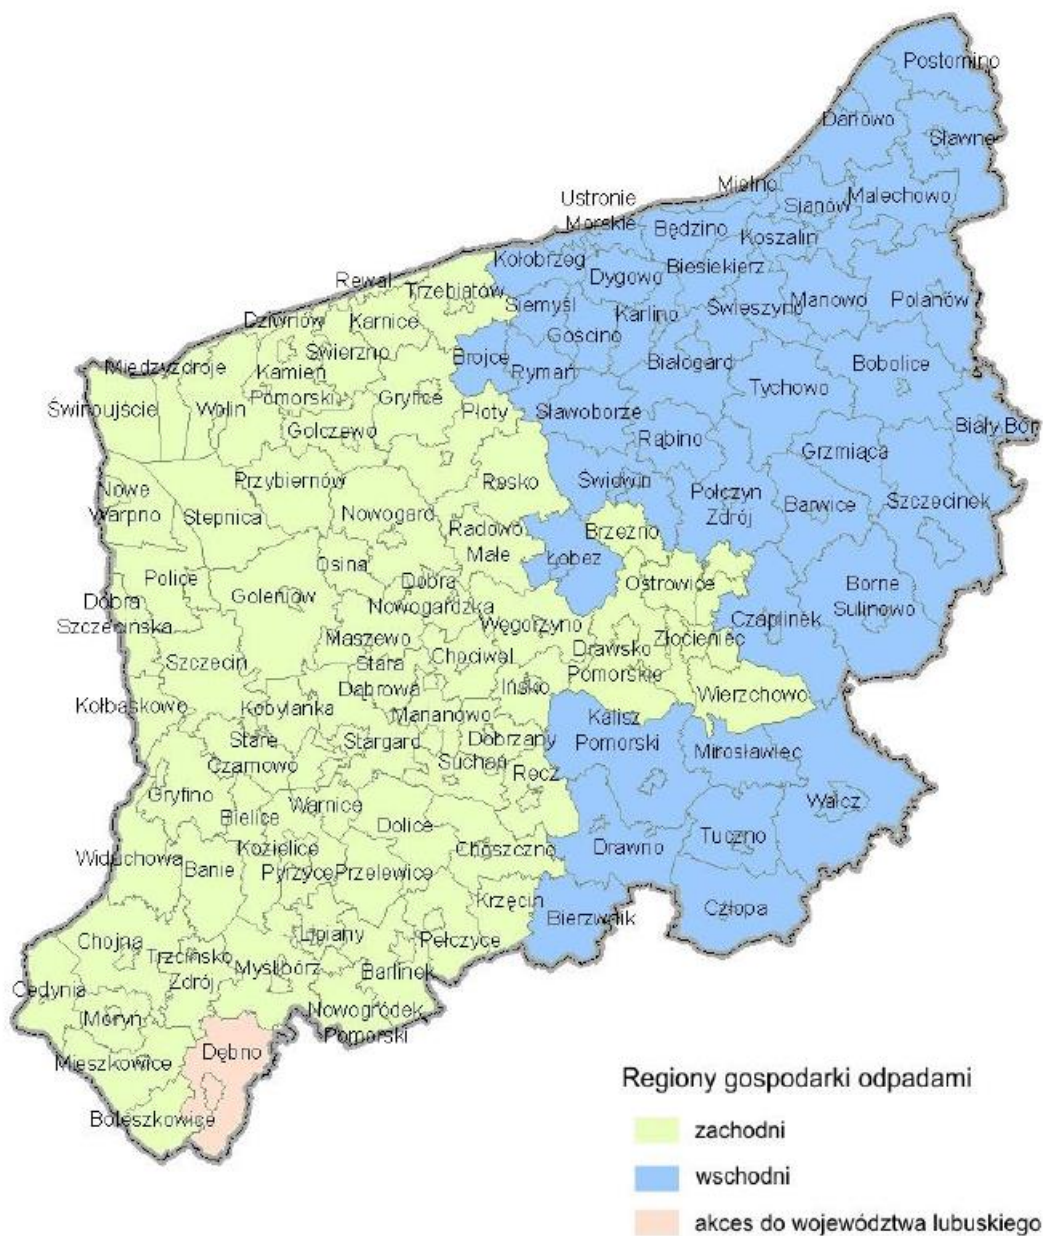 Postomino
Darłowo
Sławno
Mielno
Ustronie
Morskie
Sianów
Malechowo
Będzino
Koszalin
Kołobrzeg
Dygowo
Biesiekierz
Rewal
Trzebiatów
Siemyśl
Karlino
Świeszyno
Manowo
Polanów
Dziwnów
Karnice
Gościno
Świerzno
Brojce
Rymań
Białogard
Bobolice
Międzyzdroje
Kamień
Pomorski
Gryfice
Tychowo
Świnoujście
Wolin
Płoty
Sławoborze
Golczewo
Rąbino
Biały Bór
Grzmiąca
Przybiernów
Resko
Świdwin
Połczyn
Zdrój
Barwice
Szczecinek
Nowe
Warpno
Stepnica
Nowogard
Radowo
Małe
Brzeżno
Łobez
Osina
Police
Goleniów
Dobra
Nowogardzka
Ostrowice
Borne
Sulinowo
Dobra
Szczecińska
Węgorzyno
Czaplinek
Maszewo
Złocieniec
Szczecin
Stara
Dąbrowa
Chociwel
Drawsko
Pomorskie
Ińsko
Wierzchowo
Kołbaskowo
Kobylanka
Marianowo
Kalisz
Pomorski
Stare
Czarnowo
Stargard
Dobrzany
Suchań
Mirosławiec
Recz
Gryfino
Warnice
Wałcz
Bielice
Dolice
Tuczno
Widuchowa
Kozielice
Choszczno
Drawno
Banie
Pyrzyce
Przelewice
Krzęcin
Człopa
Bierzwnik
Chojna
Lipiany
Pełczyce
Trzcińsko
Zdrój
Myślibórz
Barlinek
Cedynia
Moryń
Nowogródek
Pomorski
Dębno
Mieszkowice
Boleszkowice
Regiony gospodarki odpadami
zachodni
wschodni
akces do województwa lubuskiego